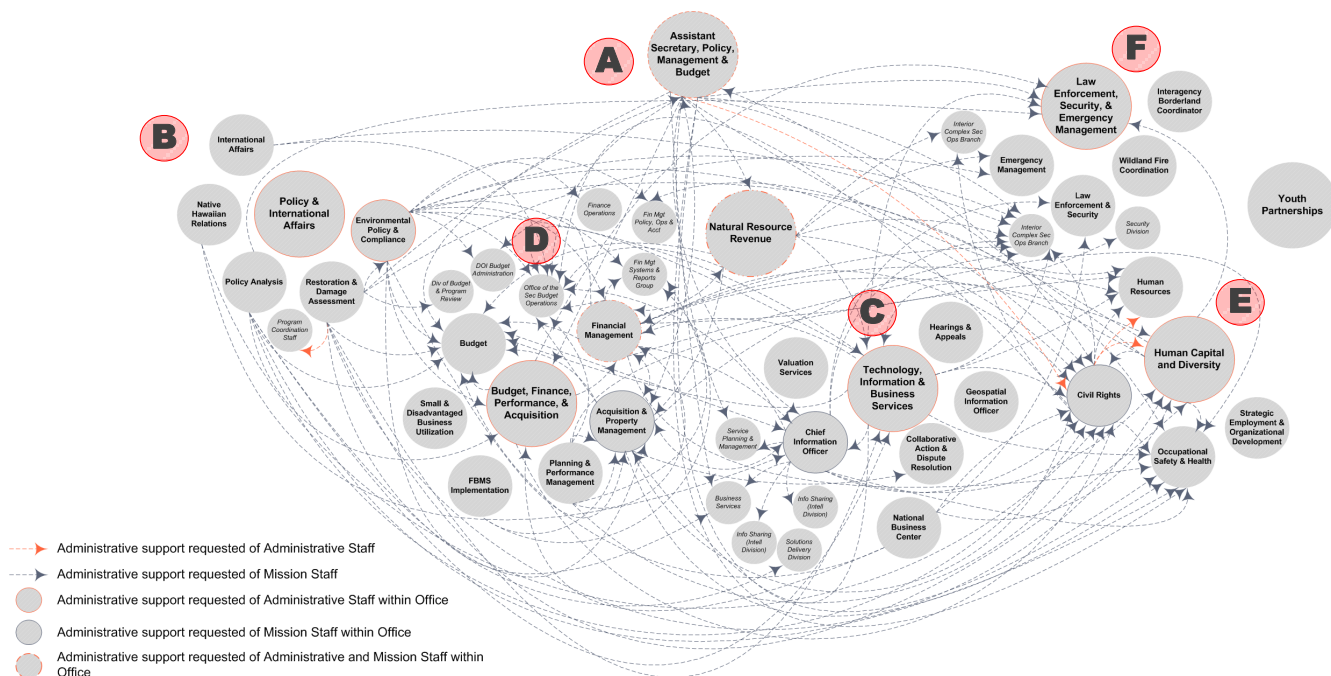 A
Assistant
Secretary, Policy,
Management &
Budget
F
Law
Enforcement,
Security, &
Emergency
Management
Interagency
Borderland
Coordinator
B
International
Affairs
Interior
Complex Sec
Ops Branch
Emergency
Management
Wildland Fire
Coordination
Native
Hawaiian
Relations
Policy &
International
Affairs
Environmental
Policy &
Compliance
Finance
Operations
Fin Mgt
Policy, Ops &
Acct
Natural Resource
Revenue
Law
Enforcement
& Security
Interior
Complex Sec
Ops Branch
Security
Division
Youth
Partnerships
D
Policy Analysis
Restoration &
Damage
Assessment
Div of Budget
& Program
Review
DOI Budget
Administration
Office of the
Sec Budget
Operations
Fin Mgt
Systems &
Reports
Group
Human
Resources
E
Program
Coordination
Staff
Budget
Financial
Management
C
Hearings &
Appeals
Valuation
Services
Technology,
Information &
Business
Services
Human Capital
and Diversity
Small &
Disadvantaged
Business
Utilization
Budget, Finance,
Performance, &
Acquisition
Acquisition &
Property
Management
Geospatial
Information
Officer
Civil Rights
Service
Planning &
Management
Chief
Information
Officer
Collaborative
Action &
Dispute
Resolution
Strategic
Employment &
Organizational
Development
Occupational
Safety & Health
FBMS
Implementation
Planning &
Performance
Management
Business
Services
Info Sharing
(Intell
Division)
Info Sharing
(Intell
Division)
Solutions
Delivery
Division
National
Business
Center
Administrative support requested of Administrative Staff
Administrative support requested of Mission Staff
Administrative support requested of Administrative Staff within Office
Administrative support requested of Mission Staff within Office
Administrative support requested of Administrative and Mission Staff within
Office